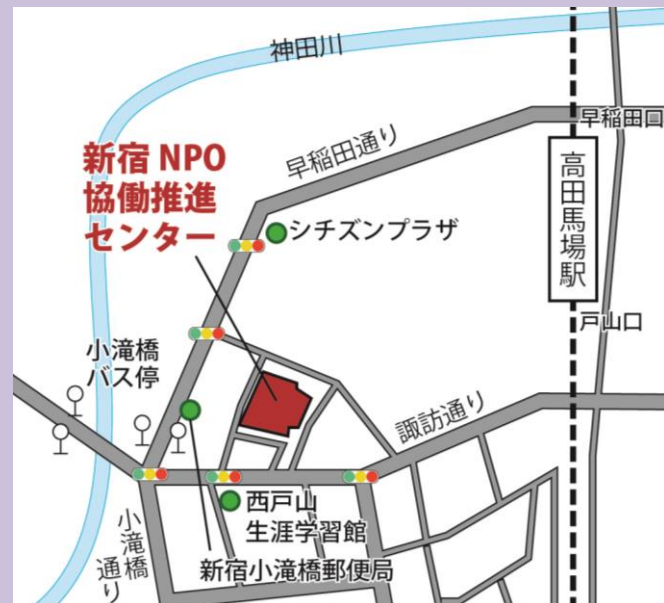 神田川
早稲田通り
早稲田口
新宿 NPO
協働推進
センター
高田馬場駅
シチズンプラザ
戸山口
小滝橋
バス停
諏訪通り
西戸山
生涯学習館
小滝橋
通り
新宿小滝橋郵便局